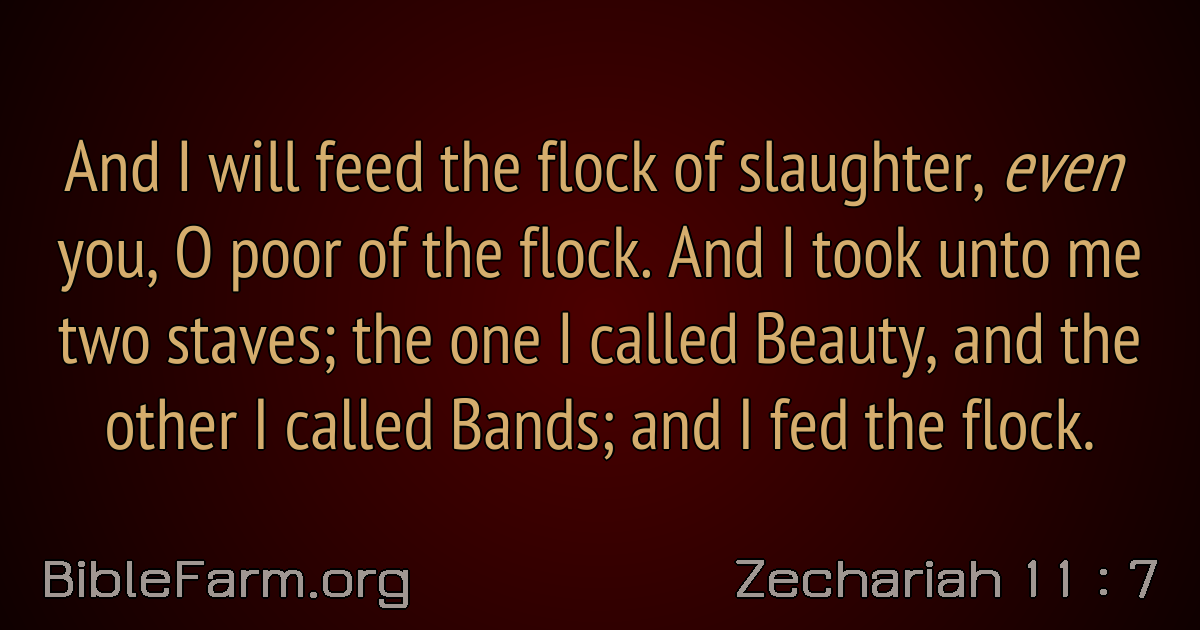 And I will feed the flock of slaughter, even
you, O poor of the flock. And I took unto me
two staves; the one I called Beauty, and the
other I called Bands; and I fed the flock.
BibleFarm.org
Zechariah 11 : 7